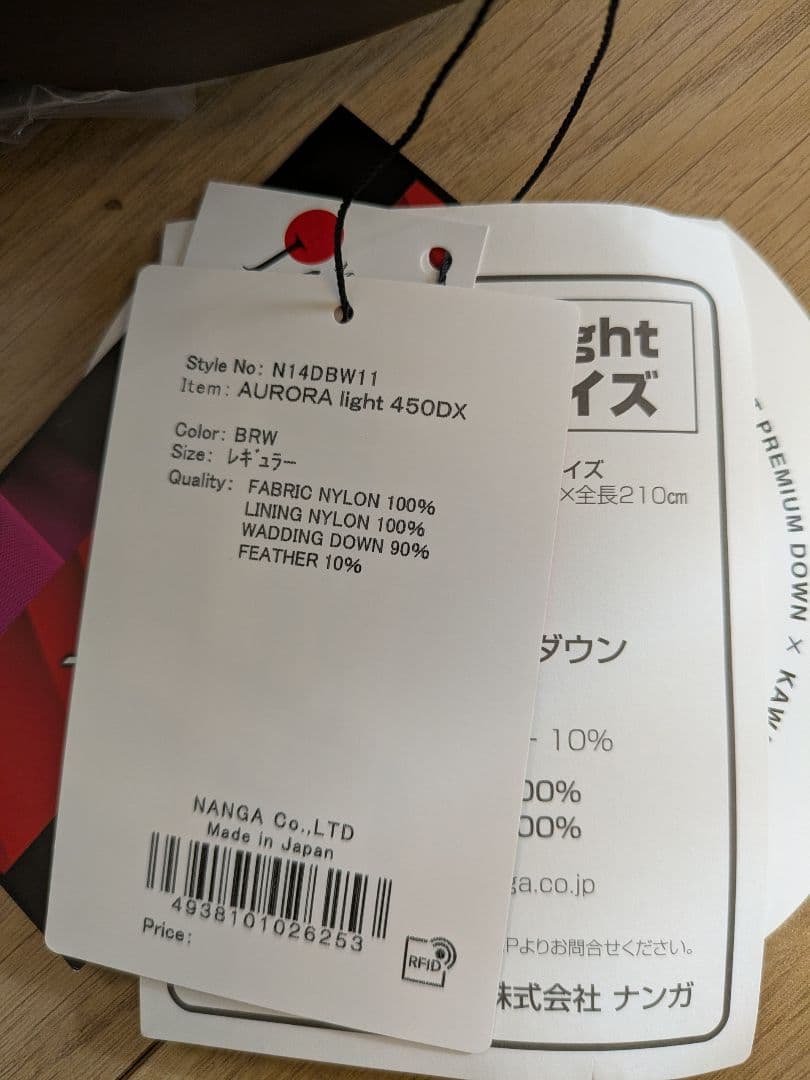 Style No: N14DBW11
Item: AURORA light 450DX
Color: BRW
Size: レギュラー
Quality: FABRIC NYLON 100%
LINING NYLON 100%
WADDING DOWN 90%
FEATHER 10%
NANGA Co.,LTD
Made in Japan
4938101026253
Price:
RFID
ght
イズ
イズ
×全長210cm
ダウン
- 10%
00%
00%
ga.co.jp
Pよりお問合せください。
株式会社 ナンガ
PREMIUM DOWN × KAW